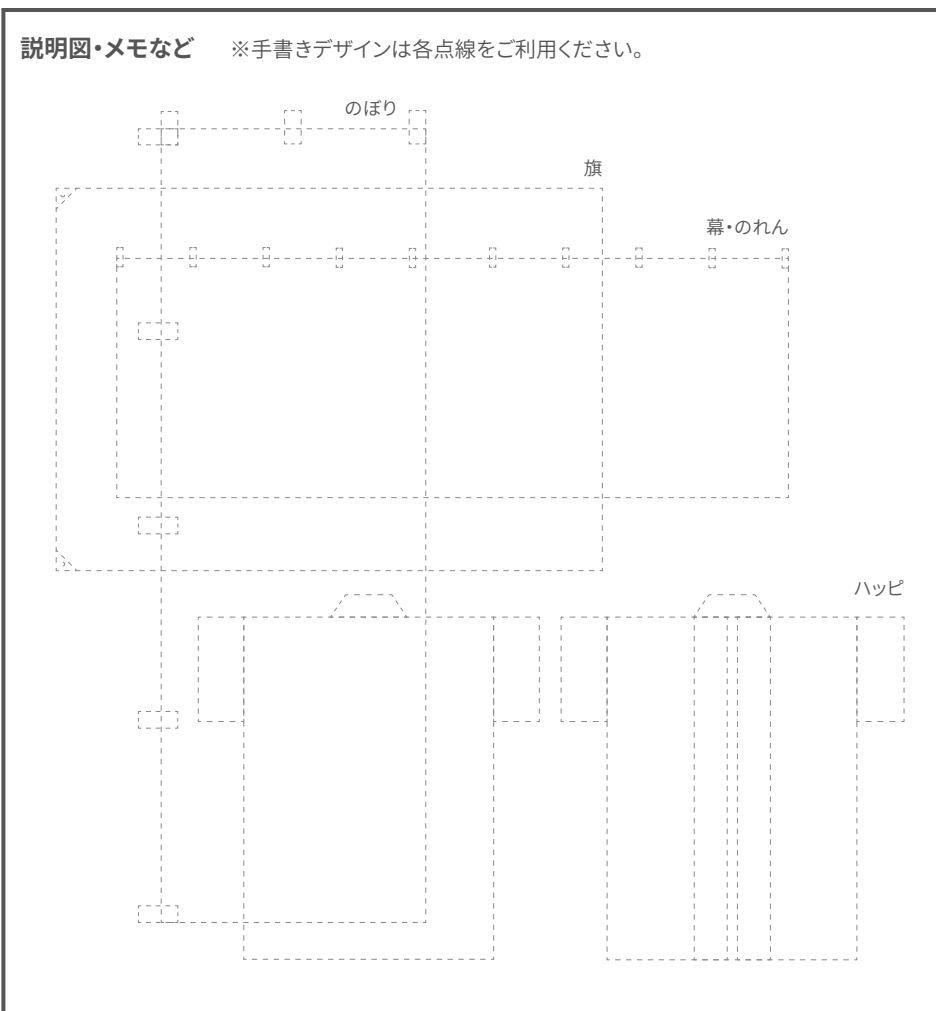 説明図・メモなど ※手書きデザインは各点線をご利用ください。
のぼり
旗
幕・のれん
ハッピ